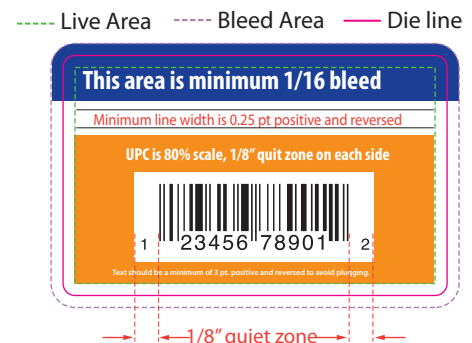 Live Area Bleed Area Die line
This area is minimum 1/16 bleed
Minimum line width is 0.25 pt positive and reversed
UPC is 80% scale, 1/8" quit zone on each side
1 23456 78901 2
Text should be a minimum of 3 pt. positive and reversed to avoid plugging.
1/8" quiet zone